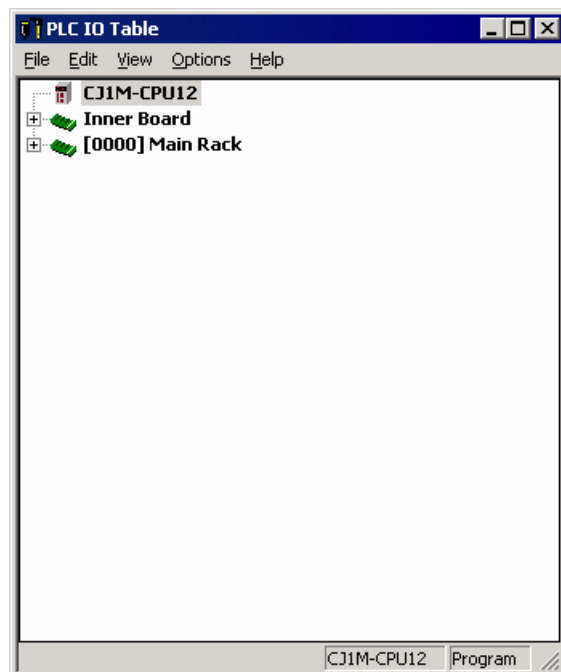 PLC IO Table
File Edit View Options Help
CJ1M-CPU12
Inner Board
[0000] Main Rack
CJ1M-CPU12 Program